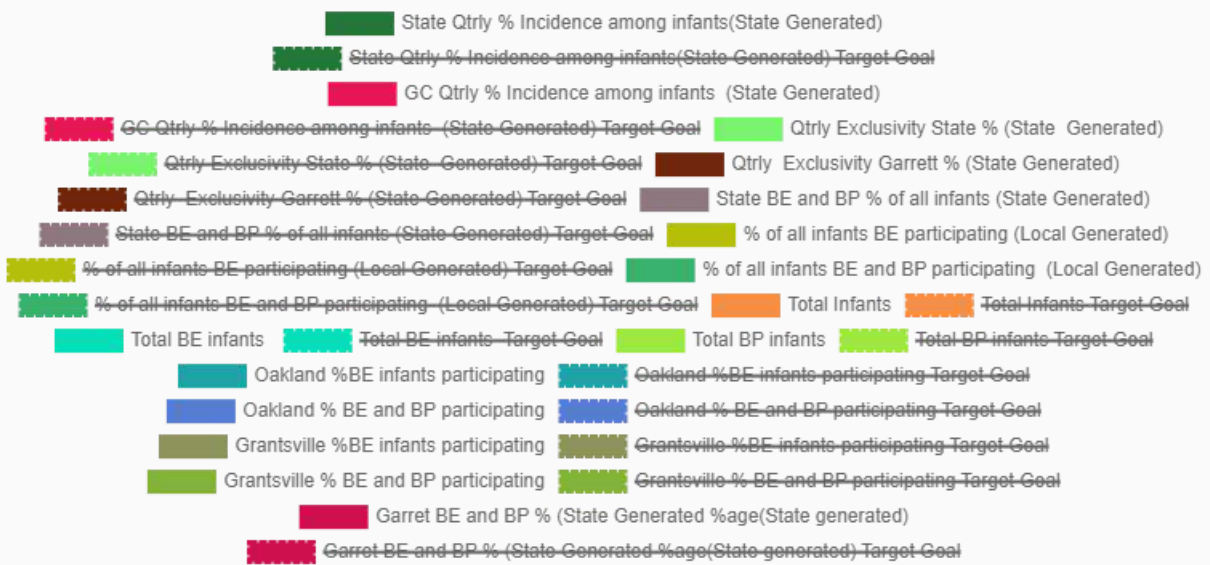 State Qtrly % Incidence among infants(State Generated)
State Qtrly % Incidence among infants(State Generated) Target Goal
GC Qtrly % Incidence among infants  (State Generated)
GC Qtrly % Incidence among infants  (State Generated) Target Goal Qtrly Exclusivity State % (State  Generated)
Qtrly Exclusivity State % (State  Generated) Target Goal Qtrly  Exclusivity Garrett % (State Generated)
Qtrly  Exclusivity Garrett % (State Generated) Target Goal State BE and BP % of all infants (State Generated)
State BE and BP % of all infants (State Generated) Target Goal % of all infants BE participating (Local Generated)
% of all infants BE participating (Local Generated) Target Goal % of all infants BE and BP participating  (Local Generated)
% of all infants BE and BP participating  (Local Generated) Target Goal Total Infants Total Infants Target Goal
Total BE infants Total BE infants  Target Goal Total BP infants Total BP infants Target Goal
Oakland %BE infants participating Oakland %BE infants participating Target Goal
Oakland % BE and BP participating Oakland % BE and BP participating Target Goal
Grantsville %BE infants participating Grantsville %BE infants participating Target Goal
Grantsville % BE and BP participating Grantsville % BE and BP participating Target Goal
Garret BE and BP % (State Generated %age(State generated)
Garret BE and BP % (State Generated %age(State generated) Target Goal